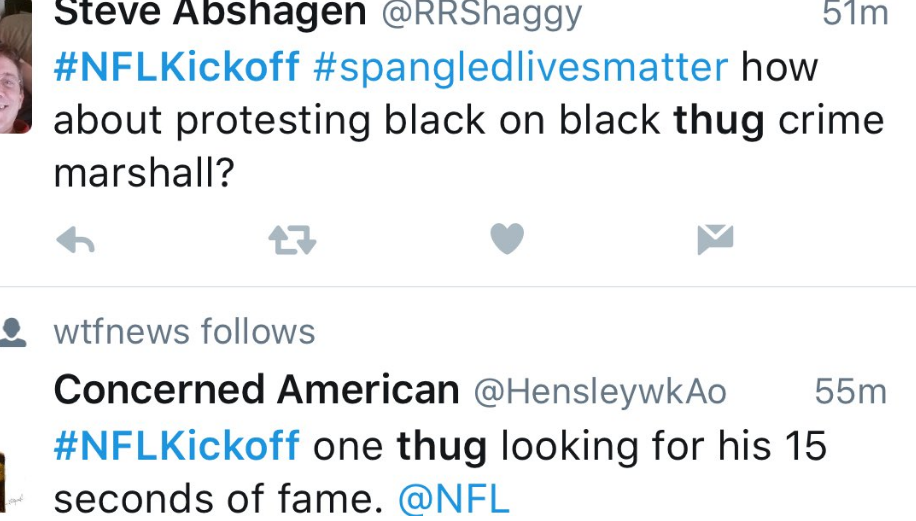 Steve Abshagen @RRShaggy 51m
#NFLKickoff #spangledlivesmatter how
about protesting black on black thug crime
marshall?
wtfnews follows
Concerned American @HensleywkAo 55m
#NFLKickoff one thug looking for his 15
seconds of fame. @NFL